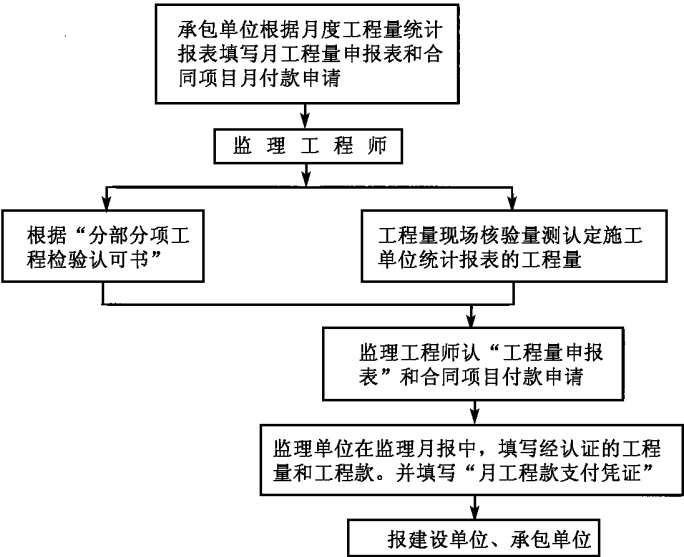 承包单位根据月度工程量统计
报表填写月工程量申报表和合
同项目月付款申请
监理工程师
根据“分部分项工
程检验认可书”
工程量现场核验量测认定施工
单位统计报表的工程量
监理工程师认“工程量申报
表”和合同项目付款申请
监理单位在监理月报中，填写经认证的工程
量和工程款。并填写“月工程款支付凭证”
报建设单位、承包单位